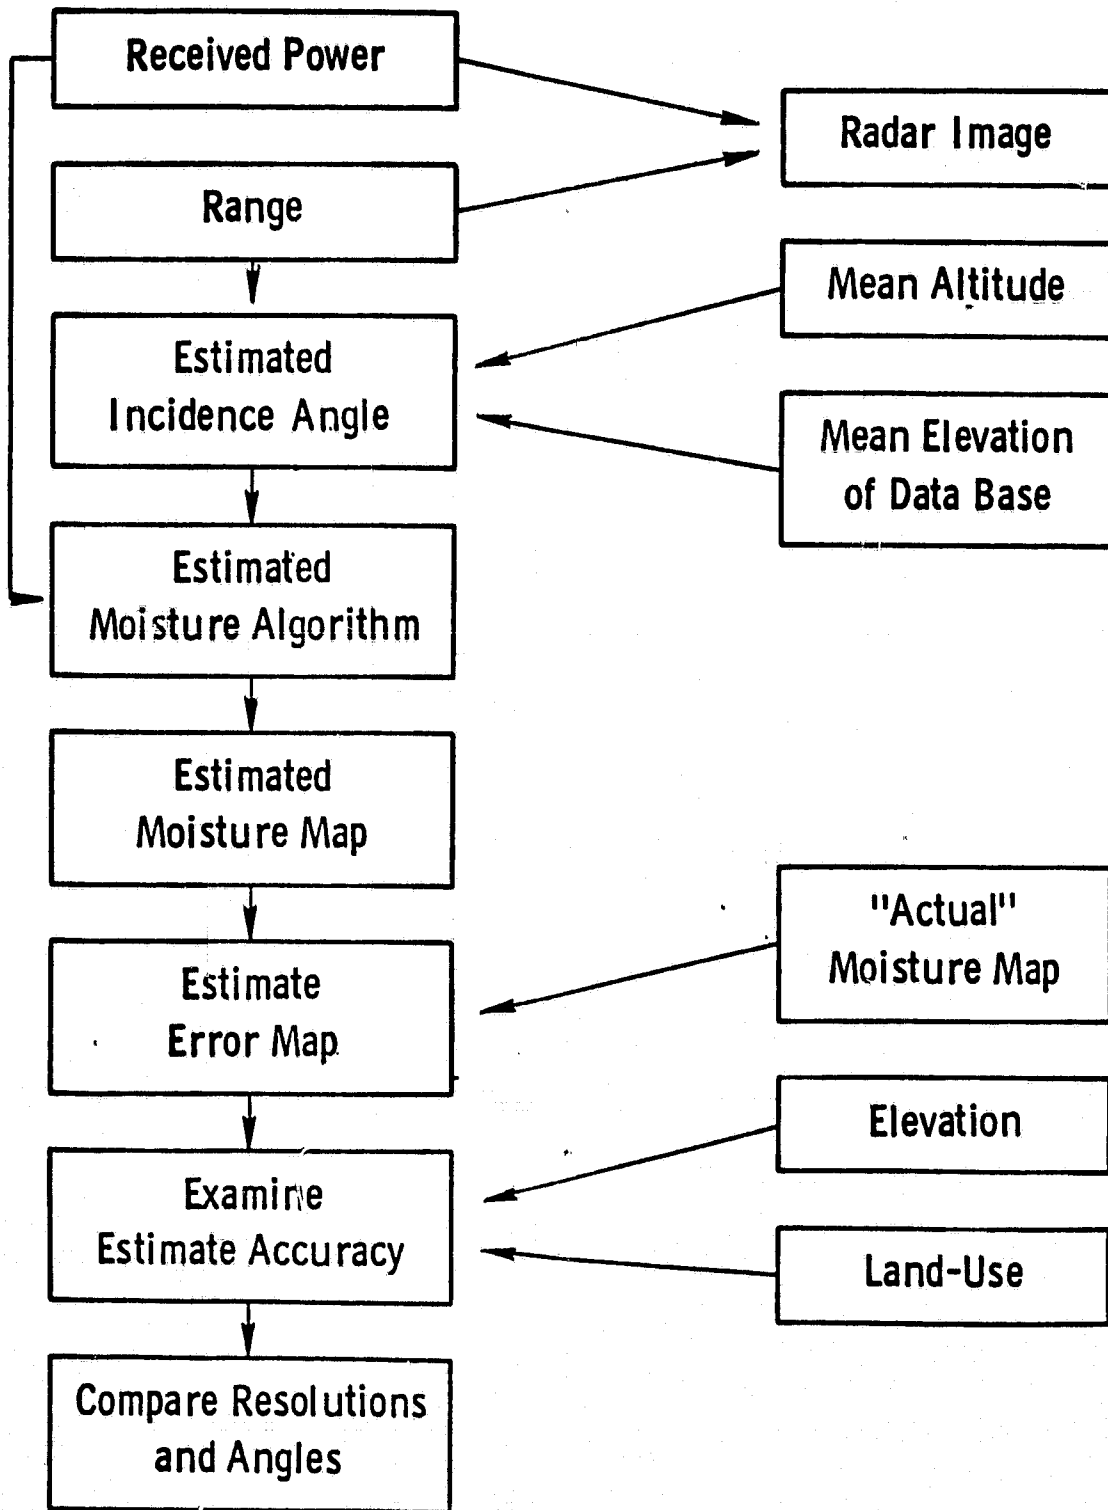 Received Power
Radar Image
Range
Mean Altitude
Estimated
Incidence Angle
Mean Elevation
of Data Base
Estimated
Moisture Algorithm
Estimated
Moisture Map
"Actual"
Moisture Map
Estimate
Error Map
Elevation
Examine
Estimate Accuracy
Land-Use
Compare Resolutions
and Angles